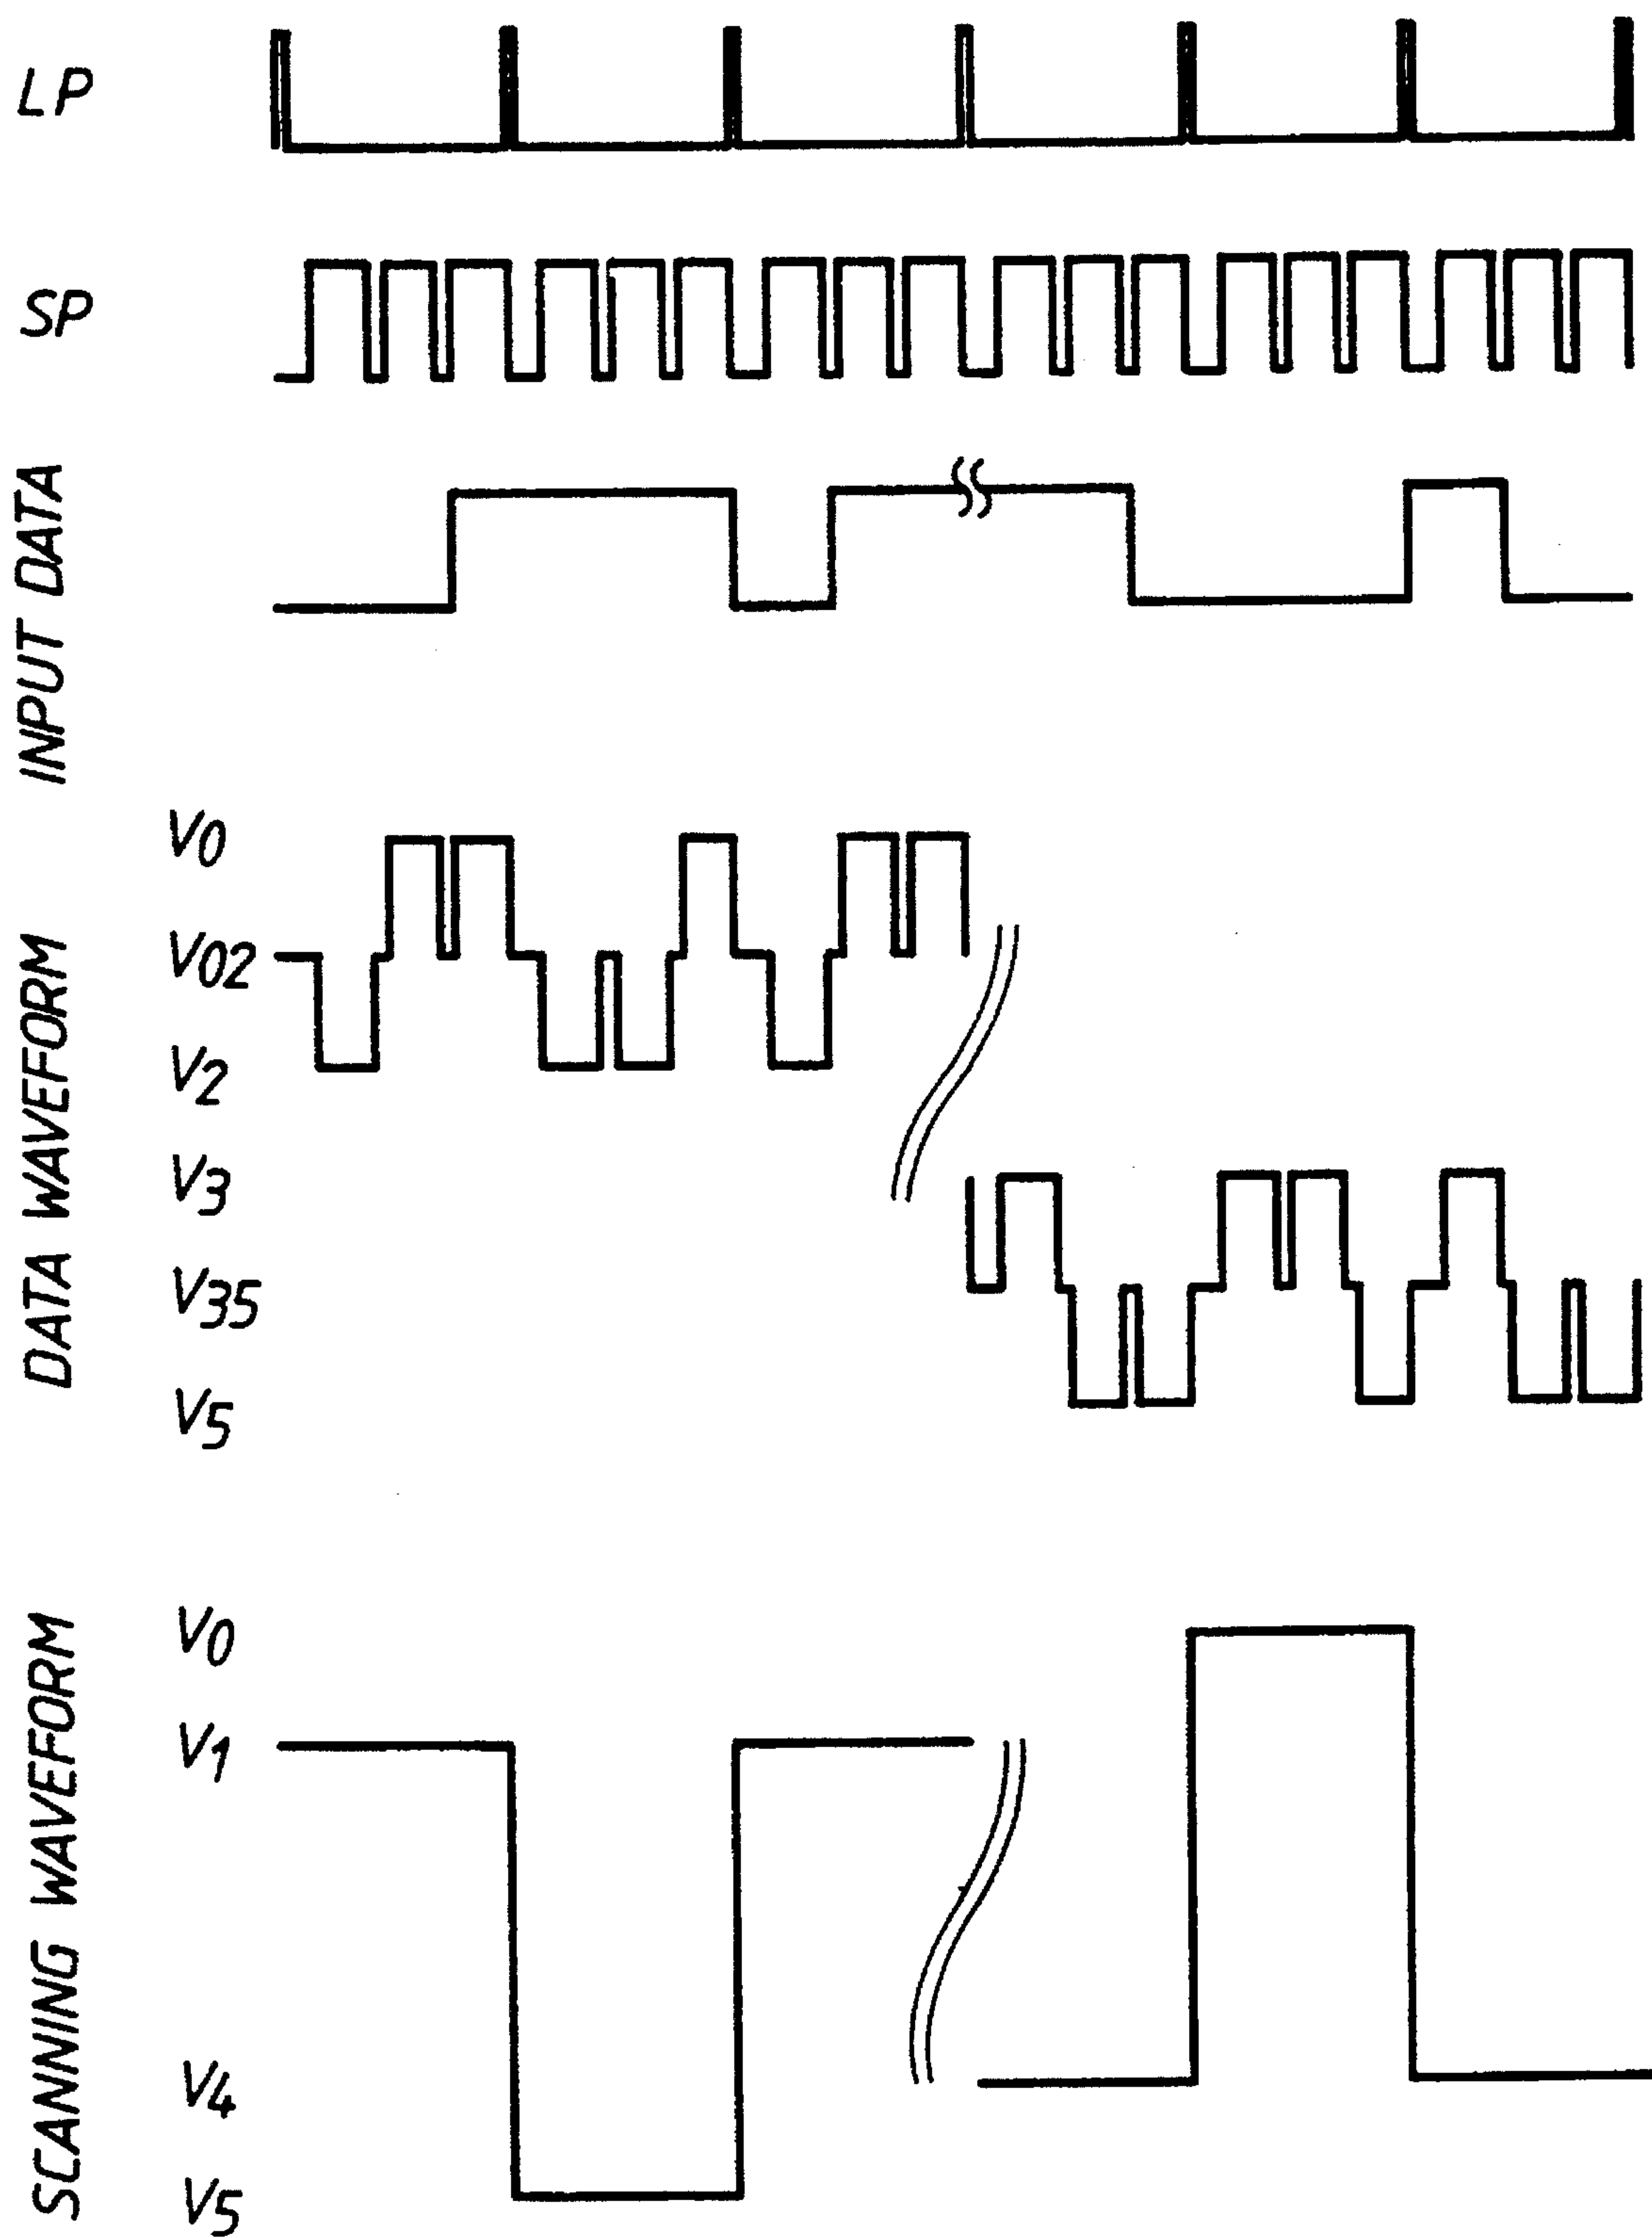 LP
SP
INPUT DATA
DATA WAVEFORM
V0
V02
V2
V3
V35
V5
SCANNING WAVEFORM
V0
V1
V4
V5